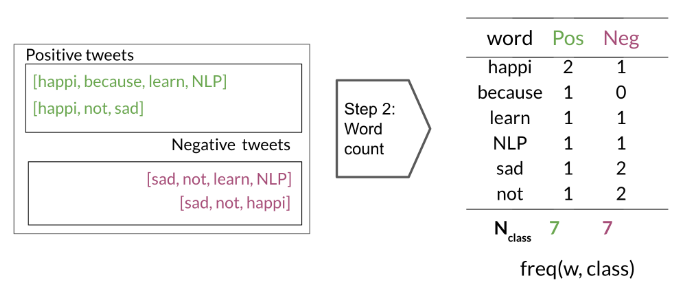 Positive tweets
[happi, because, learn, NLP]
[happi, not, sad]
Negative tweets
[sad, not, learn, NLP]
[sad, not, happi]
Step 2:
Word
count
word Pos Neg
happi 2 1
because 1 0
learn 1 1
NLP 1 1
sad 1 2
not 1 2
Nclass 7 7
freq(w, class)